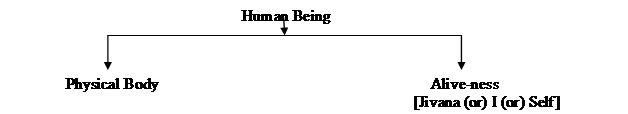 Human Being
Physical Body
Alive-ness
[Jivana (or) I (or) Self]